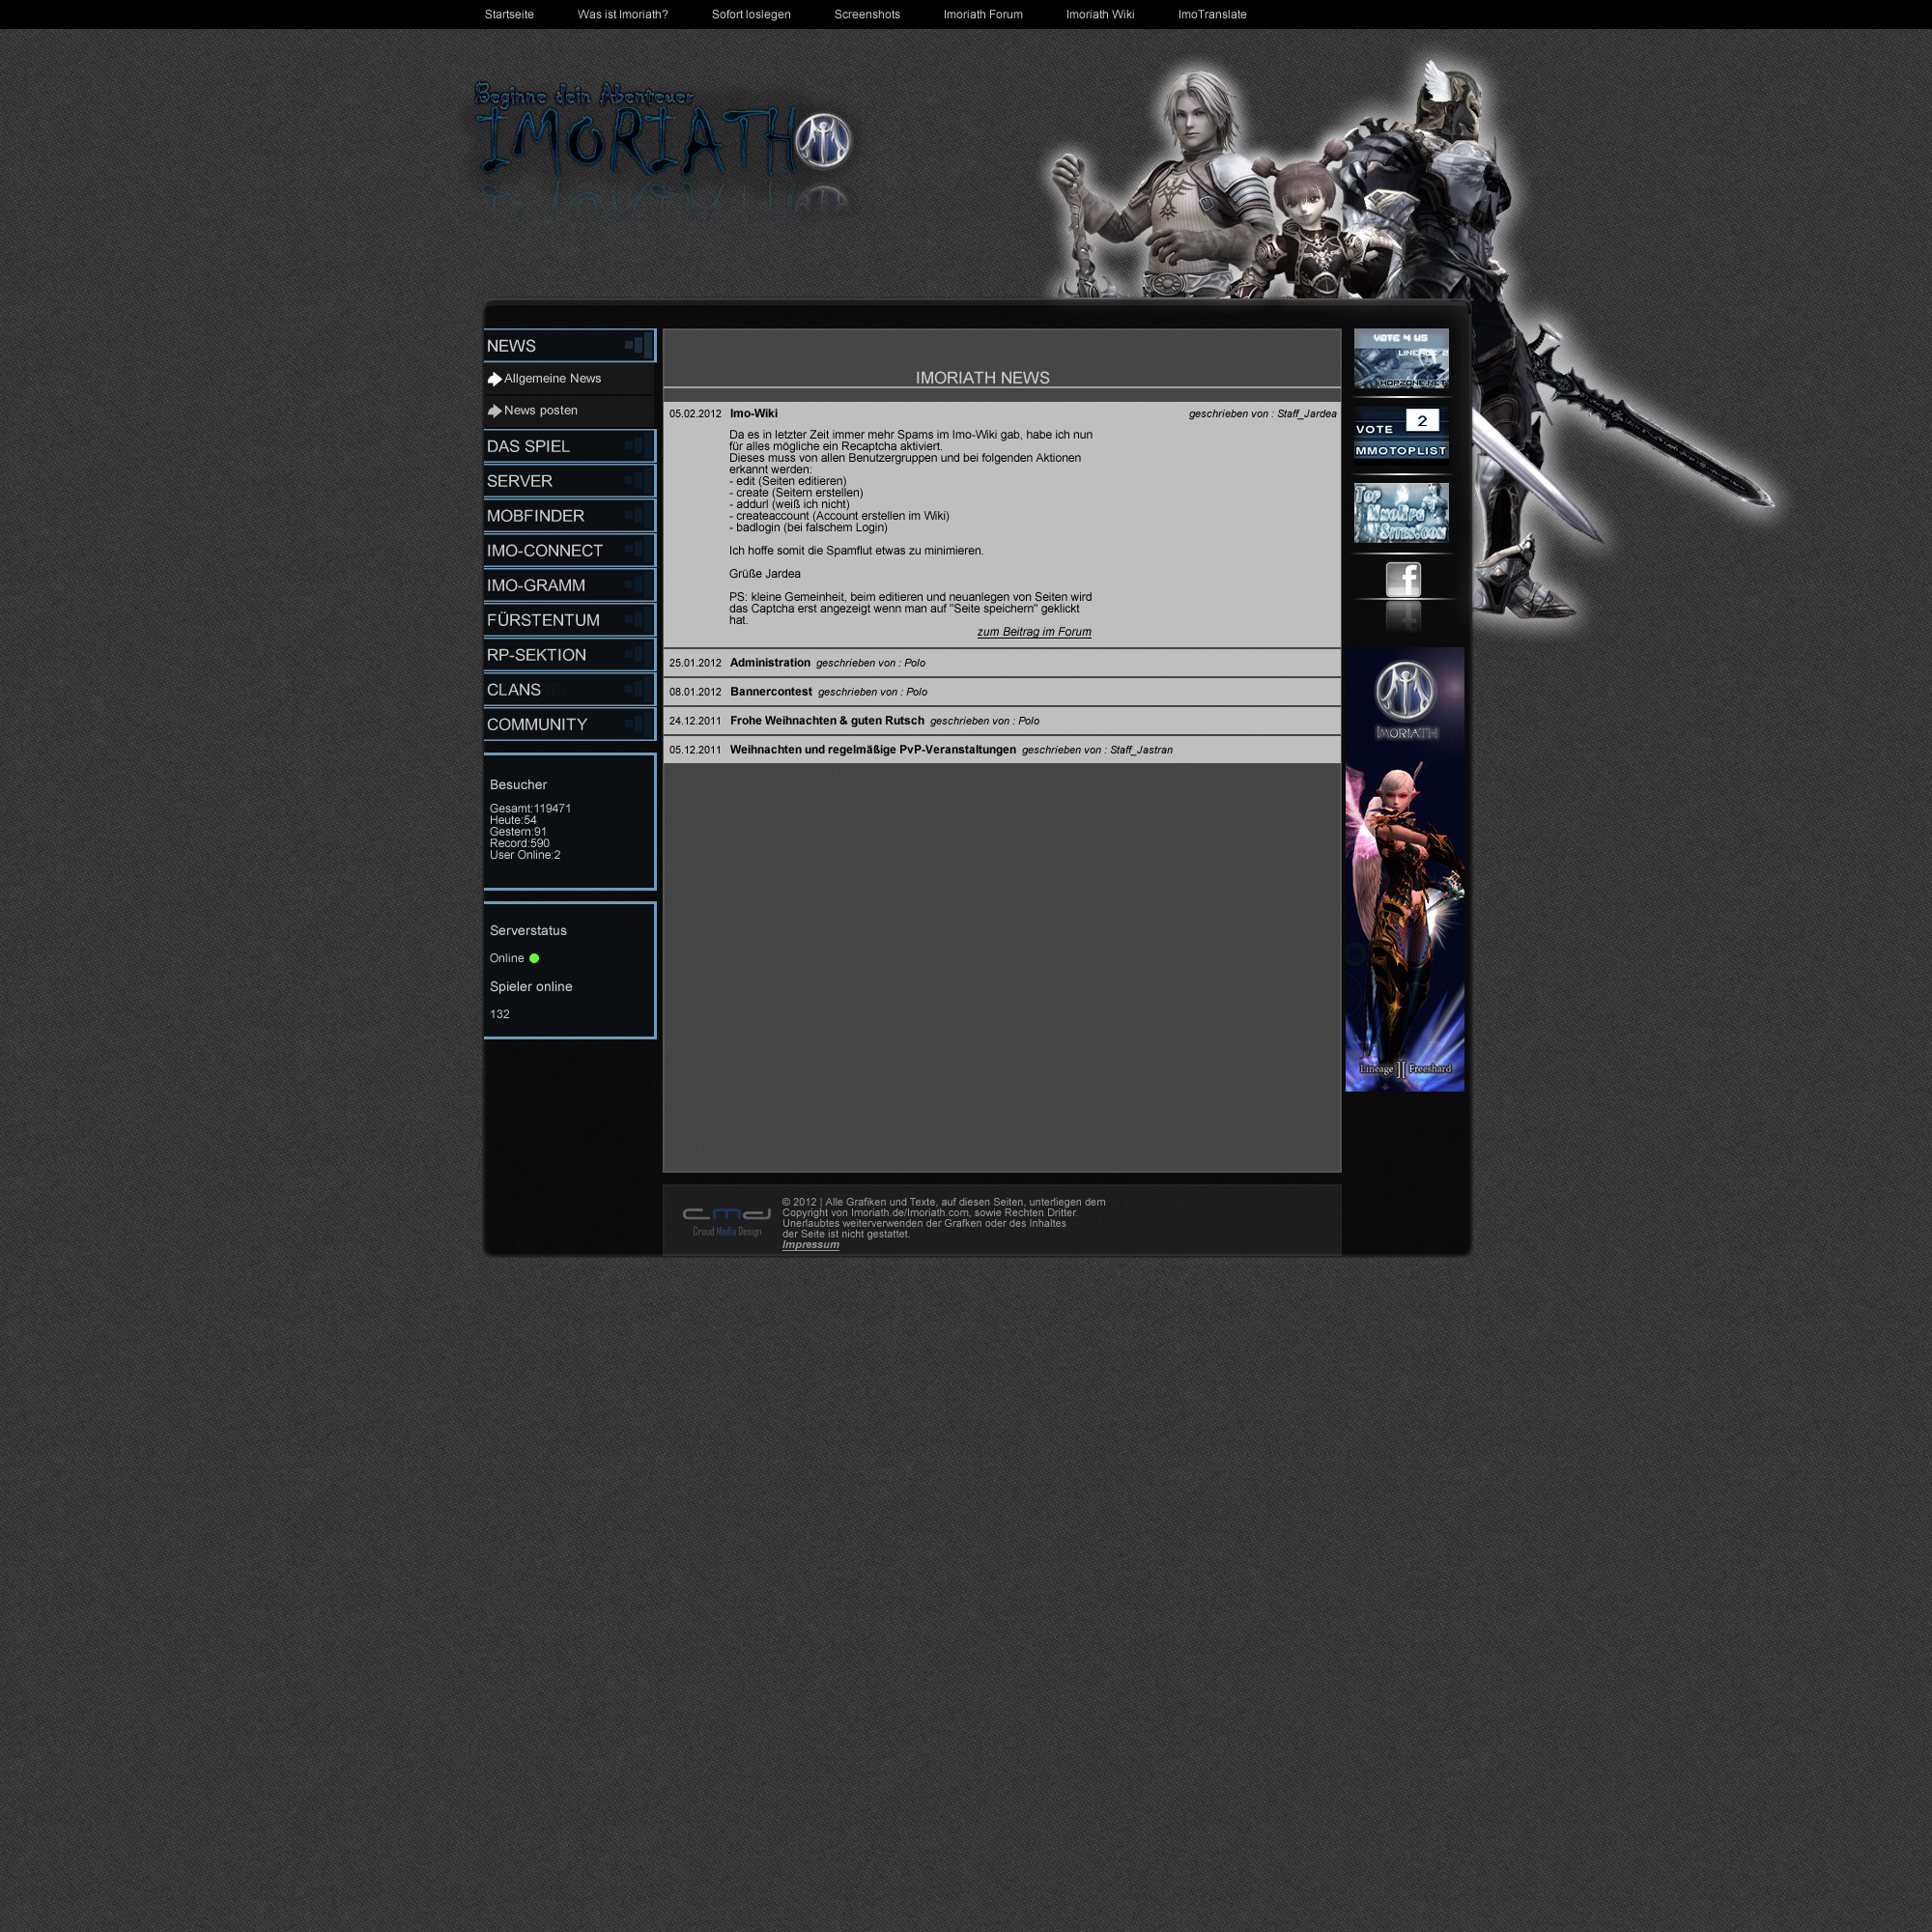 Startseite Was ist Imoriath? Sofort loslegen Screenshots Imoriath Forum Imoriath Wiki ImoTranslate
Beginne dein Abenteuer
IMORIATH
NEWS
Allgemeine News
News posten
DAS SPIEL
SERVER
MOBFINDER
IMO-CONNECT
IMO-GRAMM
FÜRSTENTUM
RP-SEKTION
CLANS
COMMUNITY
Besucher
Gesamt:119471
Heute:54
Gestern:91
Record:590
User Online:2
Serverstatus
Online
Spieler online
132
IMORIATH NEWS
05.02.2012 Imo-Wiki geschrieben von : Staff_Jardea
Da es in letzter Zeit immer mehr Spams im Imo-Wiki gab, habe ich nun
für alles mögliche ein Recaptcha aktiviert.
Dieses muss von allen Benutzergruppen und bei folgenden Aktionen
erkannt werden:
- edit (Seiten editieren)
- create (Seitern erstellen)
- addurl (weiß ich nicht)
- createaccount (Account erstellen im Wiki)
- badlogin (bei falschem Login)
Ich hoffe somit die Spamflut etwas zu minimieren.
Grüße Jardea
PS: kleine Gemeinheit, beim editieren und neuanlegen von Seiten wird
das Captcha erst angezeigt wenn man auf "Seite speichern" geklickt
hat.
zum Beitrag im Forum
25.01.2012 Administration geschrieben von : Polo
08.01.2012 Bannercontest geschrieben von : Polo
24.12.2011 Frohe Weihnachten & guten Rutsch geschrieben von : Polo
05.12.2011 Weihnachten und regelmäßige PvP-Veranstaltungen geschrieben von : Staff_Jastran
VOTE 4 US
LINEAGE 2
HOPZONE.NET
VOTE 2
MMOTOPLIST
Top
MmoRpg
Sites.com
f
IMORIATH
Lineage II Freeshard
cmd
Croud Media Design
© 2012 | Alle Grafiken und Texte, auf diesen Seiten, unterliegen dem
Copyright von Imoriath.de/Imoriath.com, sowie Rechten Dritter.
Unerlaubtes weiterverwenden der Grafken oder des Inhaltes
der Seite ist nicht gestattet.
Impressum